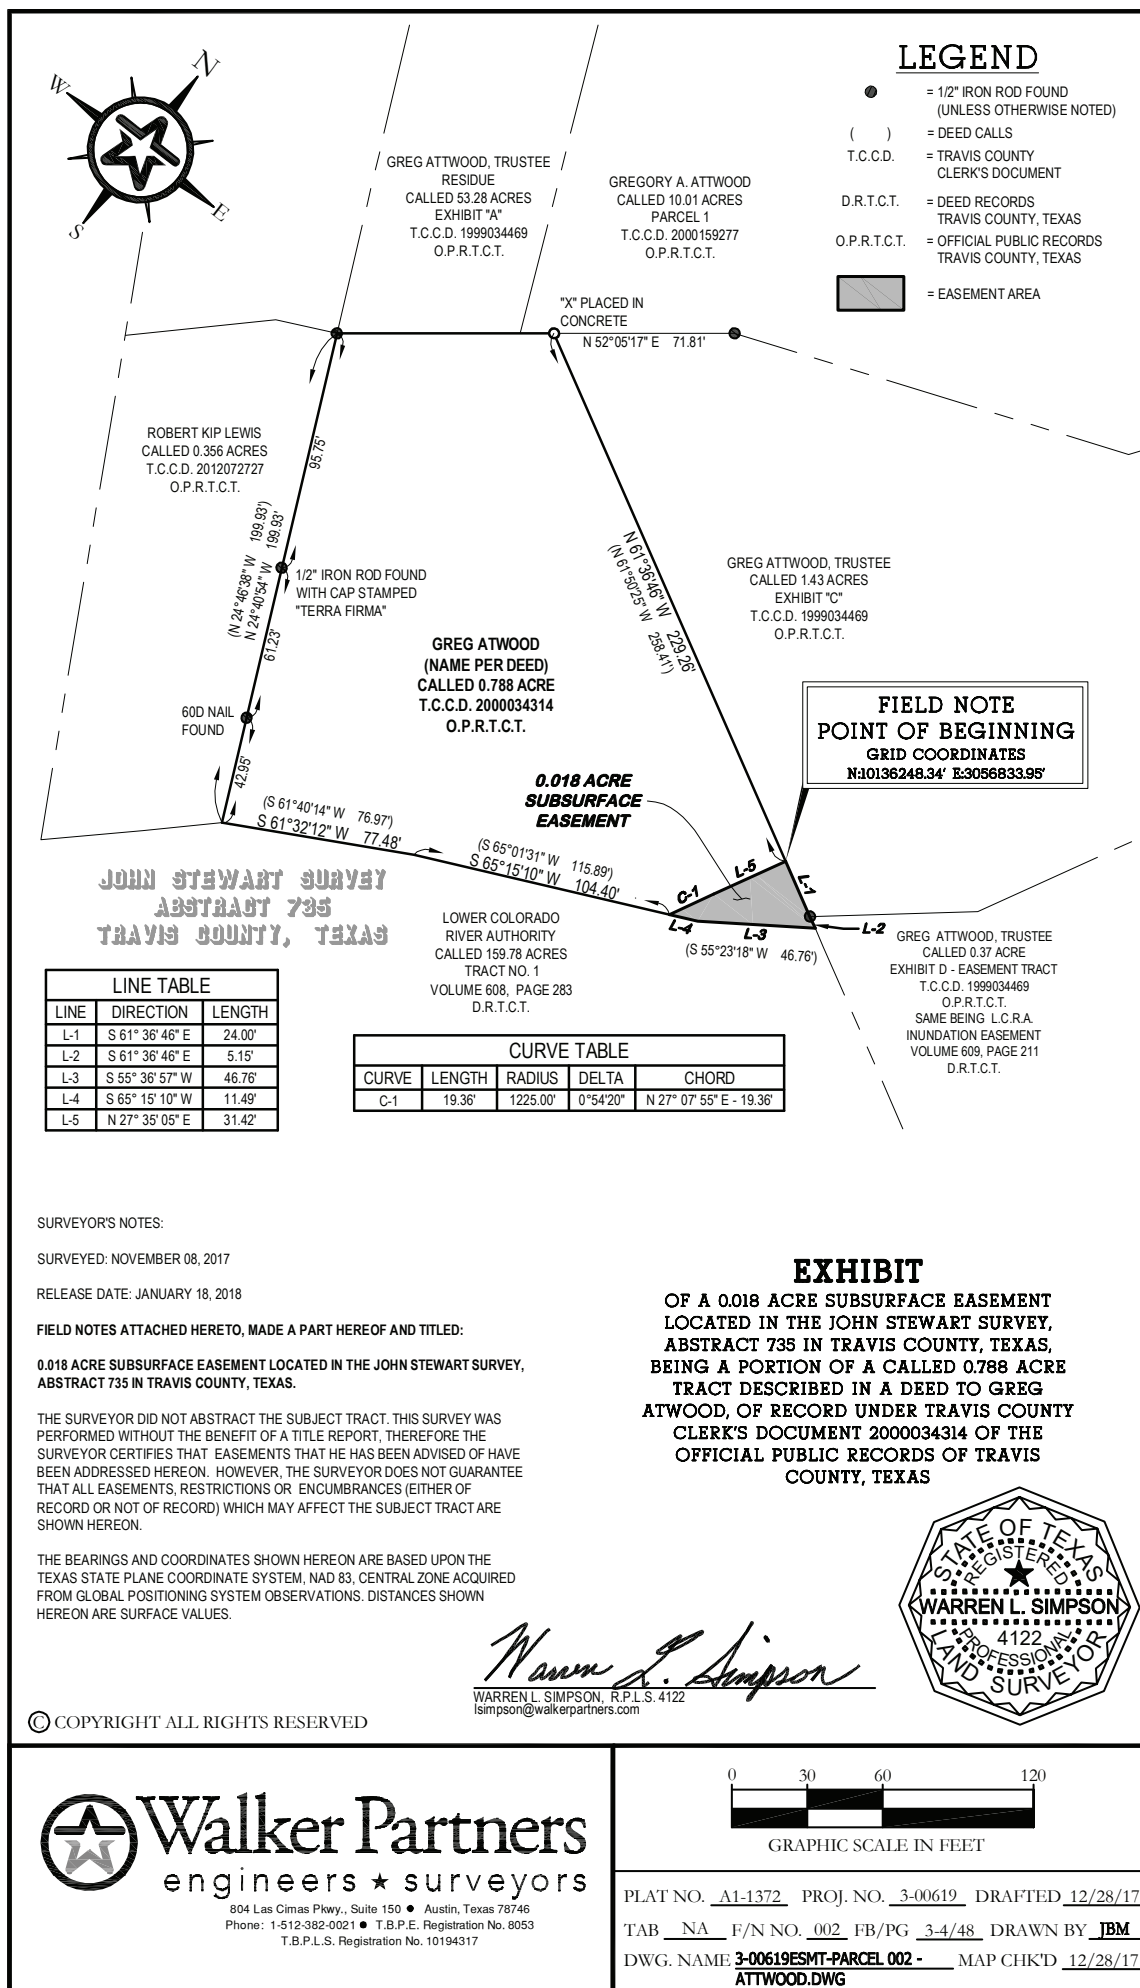 N
W
E
S
LEGEND
= 1/2" IRON ROD FOUND
(UNLESS OTHERWISE NOTED)
( ) = DEED CALLS
T.C.C.D. = TRAVIS COUNTY
CLERK'S DOCUMENT
D.R.T.C.T. = DEED RECORDS
TRAVIS COUNTY, TEXAS
O.P.R.T.C.T. = OFFICIAL PUBLIC RECORDS
TRAVIS COUNTY, TEXAS
= EASEMENT AREA
GREG ATTWOOD, TRUSTEE
RESIDUE
CALLED 53.28 ACRES
EXHIBIT "A"
T.C.C.D. 1999034469
O.P.R.T.C.T.
GREGORY A. ATTWOOD
CALLED 10.01 ACRES
PARCEL 1
T.C.C.D. 2000159277
O.P.R.T.C.T.
"X" PLACED IN
CONCRETE
N 52°05'17" E 71.81'
ROBERT KIP LEWIS
CALLED 0.356 ACRES
T.C.C.D. 2012072727
O.P.R.T.C.T.
95.75'
(N 24°46'38" W 199.93')
N 24°40'54" W 199.93'
1/2" IRON ROD FOUND
WITH CAP STAMPED
"TERRA FIRMA"
61.23'
60D NAIL
FOUND
42.95'
GREG ATWOOD
(NAME PER DEED)
CALLED 0.788 ACRE
T.C.C.D. 2000034314
O.P.R.T.C.T.
N 61°36'46" W 229.26'
(N 61°50'25" W 258.41')
GREG ATTWOOD, TRUSTEE
CALLED 1.43 ACRES
EXHIBIT "C"
T.C.C.D. 1999034469
O.P.R.T.C.T.
FIELD NOTE
POINT OF BEGINNING
GRID COORDINATES
N:10136248.34' E:3056833.95'
0.018 ACRE
SUBSURFACE
EASEMENT
(S 61°40'14" W 76.97')
S 61°32'12" W 77.48'
(S 65°01'31" W 115.89')
S 65°15'10" W 104.40'
C-1
L-5
L-1
L-4
L-3
L-2
(S 55°23'18" W 46.76')
JOHN STEWART SURVEY
ABSTRACT 735
TRAVIS COUNTY, TEXAS
LOWER COLORADO
RIVER AUTHORITY
CALLED 159.78 ACRES
TRACT NO. 1
VOLUME 608, PAGE 283
D.R.T.C.T.
GREG ATTWOOD, TRUSTEE
CALLED 0.37 ACRE
EXHIBIT D - EASEMENT TRACT
T.C.C.D. 1999034469
O.P.R.T.C.T.
SAME BEING L.C.R.A.
INUNDATION EASEMENT
VOLUME 609, PAGE 211
D.R.T.C.T.
LINE TABLE
LINE DIRECTION LENGTH
L-1 S 61° 36' 46" E 24.00'
L-2 S 61° 36' 46" E 5.15'
L-3 S 55° 36' 57" W 46.76'
L-4 S 65° 15' 10" W 11.49'
L-5 N 27° 35' 05" E 31.42'
CURVE TABLE
CURVE LENGTH RADIUS DELTA CHORD
C-1 19.36' 1225.00' 0°54'20" N 27° 07' 55" E - 19.36'
SURVEYOR'S NOTES:
SURVEYED: NOVEMBER 08, 2017
RELEASE DATE: JANUARY 18, 2018
FIELD NOTES ATTACHED HERETO, MADE A PART HEREOF AND TITLED:
0.018 ACRE SUBSURFACE EASEMENT LOCATED IN THE JOHN STEWART SURVEY,
ABSTRACT 735 IN TRAVIS COUNTY, TEXAS.
THE SURVEYOR DID NOT ABSTRACT THE SUBJECT TRACT. THIS SURVEY WAS
PERFORMED WITHOUT THE BENEFIT OF A TITLE REPORT, THEREFORE THE
SURVEYOR CERTIFIES THAT EASEMENTS THAT HE HAS BEEN ADVISED OF HAVE
BEEN ADDRESSED HEREON. HOWEVER, THE SURVEYOR DOES NOT GUARANTEE
THAT ALL EASEMENTS, RESTRICTIONS OR ENCUMBRANCES (EITHER OF
RECORD OR NOT OF RECORD) WHICH MAY AFFECT THE SUBJECT TRACT ARE
SHOWN HEREON.
THE BEARINGS AND COORDINATES SHOWN HEREON ARE BASED UPON THE
TEXAS STATE PLANE COORDINATE SYSTEM, NAD 83, CENTRAL ZONE ACQUIRED
FROM GLOBAL POSITIONING SYSTEM OBSERVATIONS. DISTANCES SHOWN
HEREON ARE SURFACE VALUES.
EXHIBIT
OF A 0.018 ACRE SUBSURFACE EASEMENT
LOCATED IN THE JOHN STEWART SURVEY,
ABSTRACT 735 IN TRAVIS COUNTY, TEXAS,
BEING A PORTION OF A CALLED 0.788 ACRE
TRACT DESCRIBED IN A DEED TO GREG
ATWOOD, OF RECORD UNDER TRAVIS COUNTY
CLERK'S DOCUMENT 2000034314 OF THE
OFFICIAL PUBLIC RECORDS OF TRAVIS
COUNTY, TEXAS
STATE OF TEXAS
REGISTERED
WARREN L. SIMPSON
4122
PROFESSIONAL
LAND SURVEYOR
Warren L. Simpson
WARREN L. SIMPSON, R.P.L.S. 4122
lsimpson@walkerpartners.com
© COPYRIGHT ALL RIGHTS RESERVED
Walker Partners
engineers ★ surveyors
804 Las Cimas Pkwy., Suite 150 ● Austin, Texas 78746
Phone: 1-512-382-0021 ● T.B.P.E. Registration No. 8053
T.B.P.L.S. Registration No. 10194317
0 30 60 120
GRAPHIC SCALE IN FEET
PLAT NO. A1-1372 PROJ. NO. 3-00619 DRAFTED 12/28/17
TAB NA F/N NO. 002 FB/PG 3-4/48 DRAWN BY JBM
DWG. NAME 3-00619ESMT-PARCEL 002 - MAP CHK'D 12/28/17
ATTWOOD.DWG